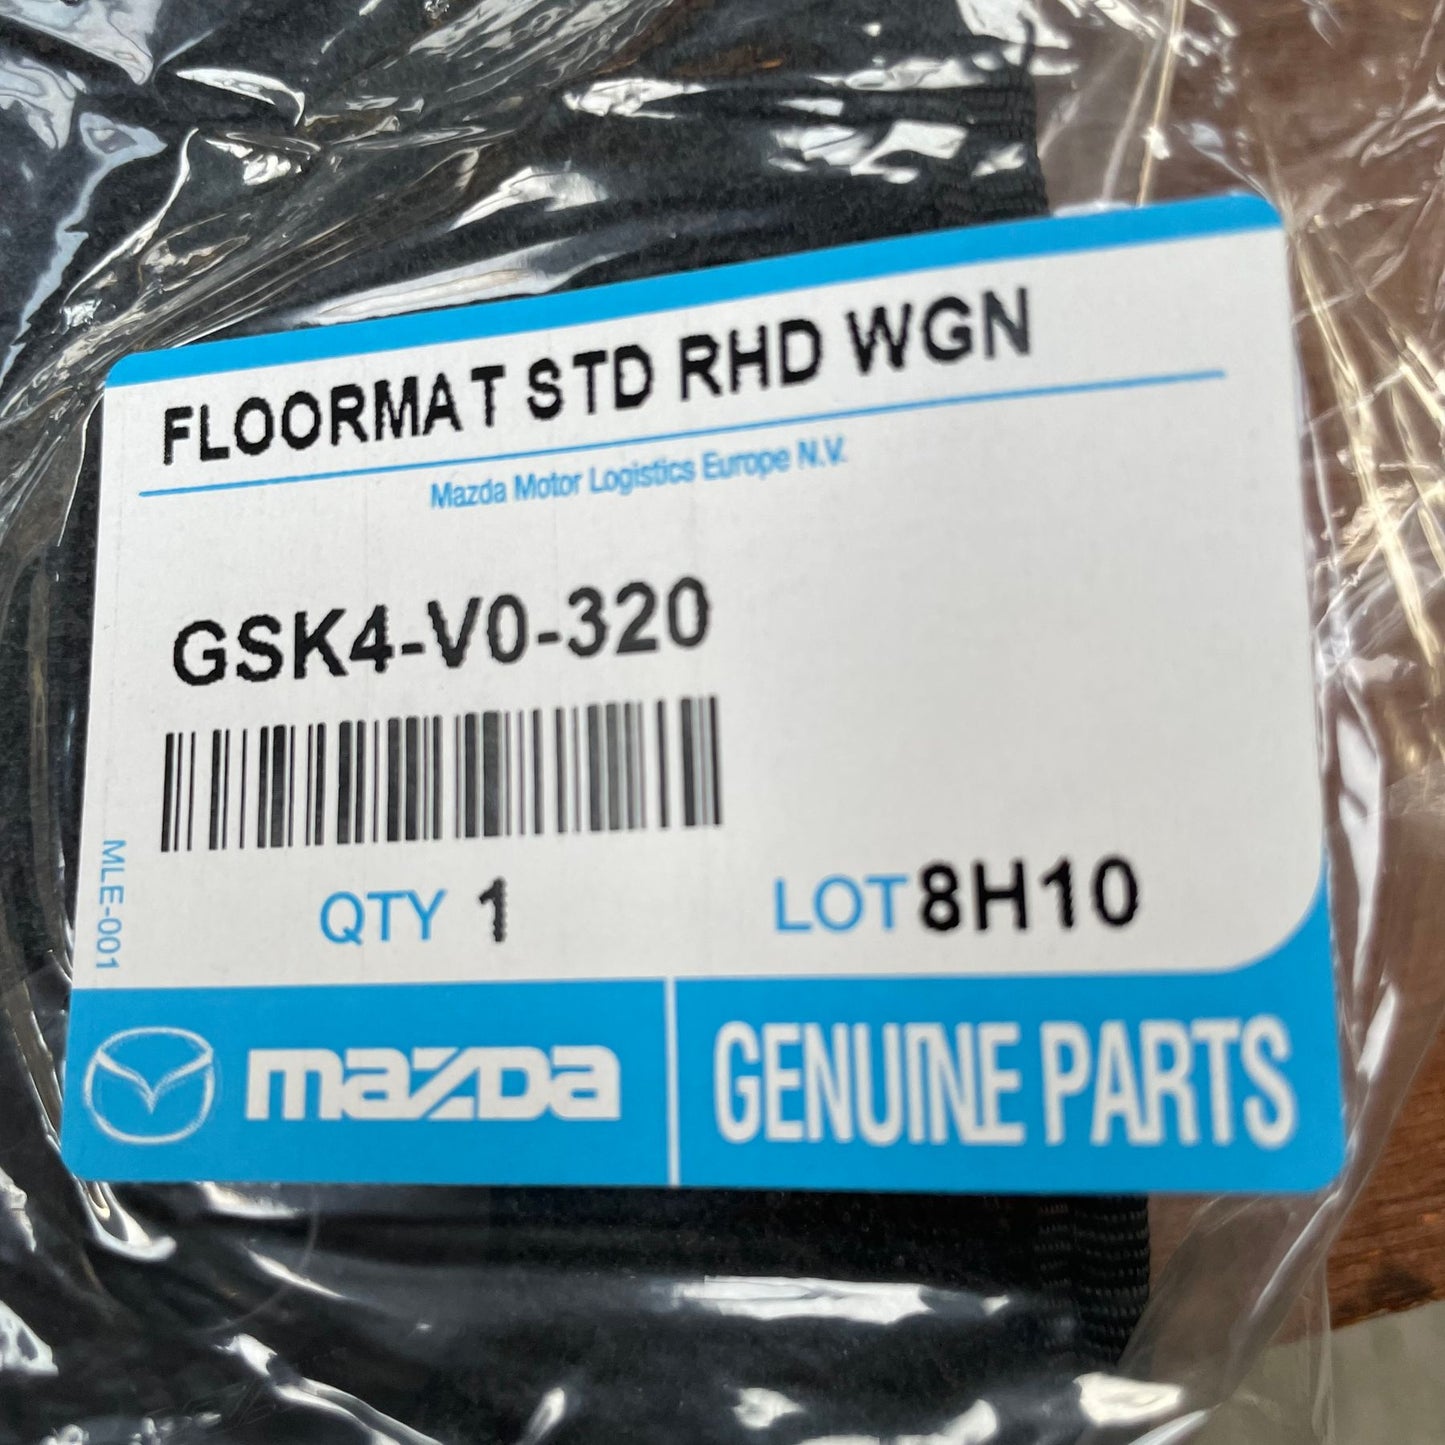 FLOORMAT STD RHD WGN
Mazda Motor Logistics Europe N.V.
GSK4-V0-320
MLE-001
QTY 1
LOT 8H10
mazda
GENUINE PARTS